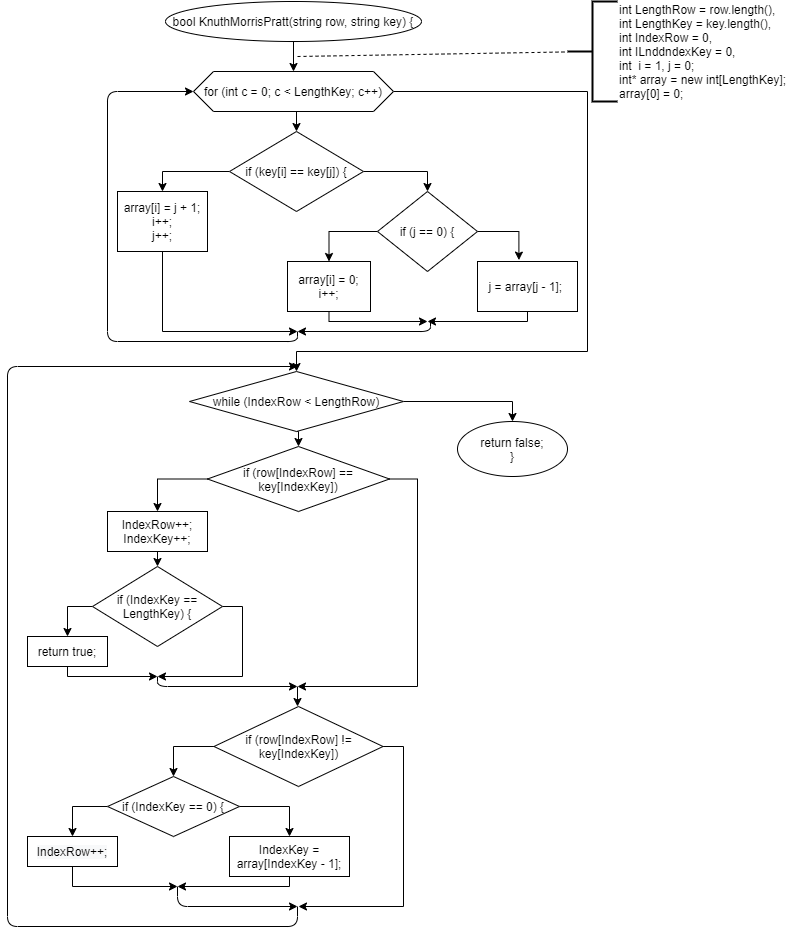 bool KnuthMorrisPratt(string row, string key) {
int LengthRow = row.length(),
int LengthKey = key.length(),
int IndexRow = 0,
int ILnddndexKey = 0,
int  i = 1, j = 0;
int* array = new int[LengthKey];
array[0] = 0;
for (int c = 0; c < LengthKey; c++)
if (key[i] == key[j]) {
array[i] = j + 1;
i++;
j++;
if (j == 0) {
array[i] = 0;
i++;
j = array[j - 1];
while (IndexRow < LengthRow)
return false;
}
if (row[IndexRow] ==
key[IndexKey])
IndexRow++;
IndexKey++;
if (IndexKey ==
LengthKey) {
return true;
if (row[IndexRow] !=
key[IndexKey])
if (IndexKey == 0) {
IndexRow++;
IndexKey =
array[IndexKey - 1];